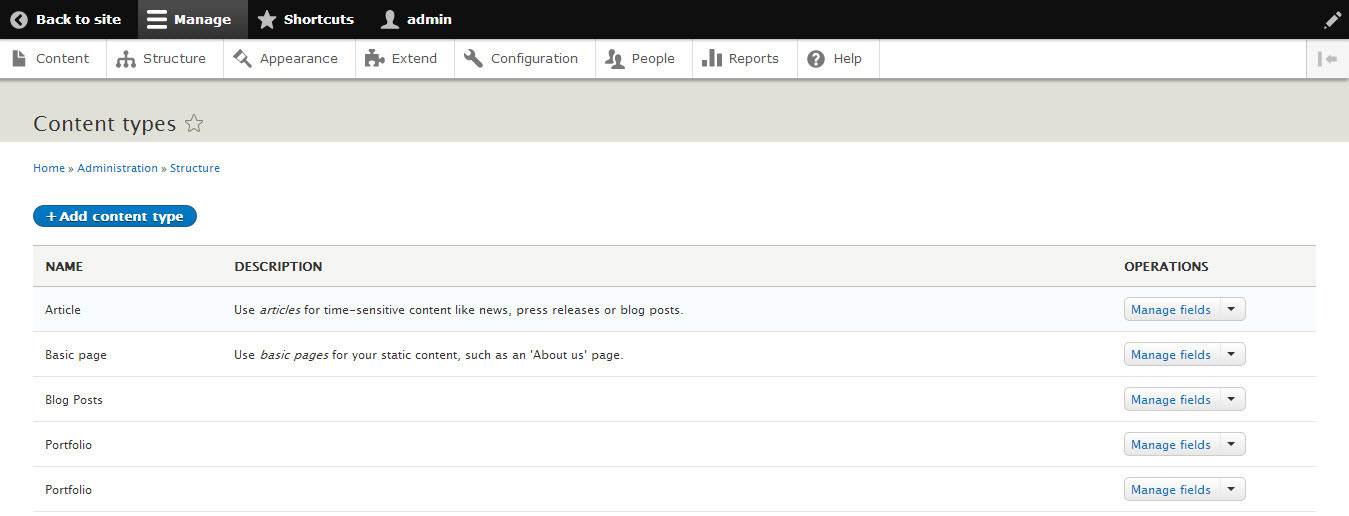 Back to site Manage Shortcuts admin
Content Structure Appearance Extend Configuration People Reports Help
Content types
Home » Administration » Structure
+ Add content type
NAME DESCRIPTION OPERATIONS
Article Use articles for time-sensitive content like news, press releases or blog posts. Manage fields
Basic page Use basic pages for your static content, such as an 'About us' page. Manage fields
Blog Posts Manage fields
Portfolio Manage fields
Portfolio Manage fields